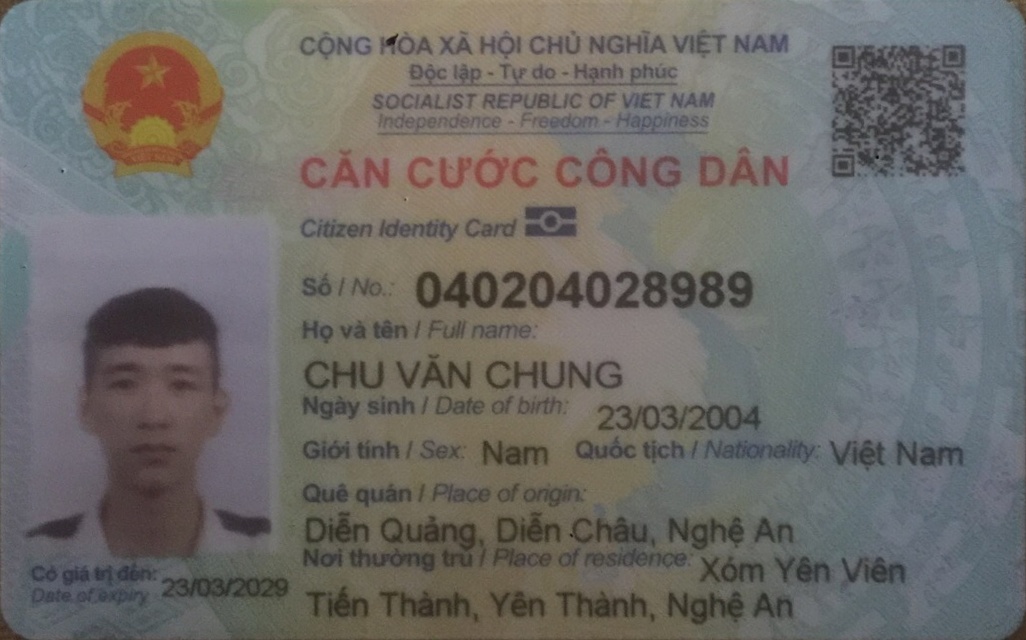 CỘNG HÒA XÃ HỘI CHỦ NGHĨA VIỆT NAM
Độc lập - Tự do - Hạnh phúc
SOCIALIST REPUBLIC OF VIET NAM
Independence - Freedom - Happiness
CĂN CƯỚC CÔNG DÂN
Citizen Identity Card
Số / No.: 040204028989
Họ và tên / Full name:
CHU VĂN CHUNG
Ngày sinh / Date of birth: 23/03/2004
Giới tính / Sex: Nam Quốc tịch / Nationality: Việt Nam
Quê quán / Place of origin:
Diễn Quảng, Diễn Châu, Nghệ An
Nơi thường trú / Place of residence: Xóm Yên Viên
Tiến Thành, Yên Thành, Nghệ An
Có giá trị đến: 23/03/2029
Date of expiry